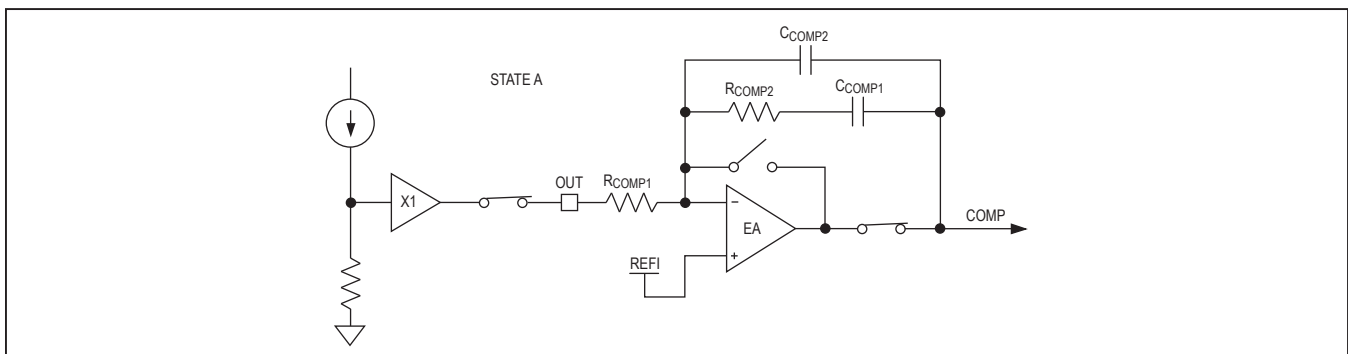 CCOMP2
STATE A
RCOMP2
CCOMP1
OUT
RCOMP1
X1
−
EA
COMP
+
REFI